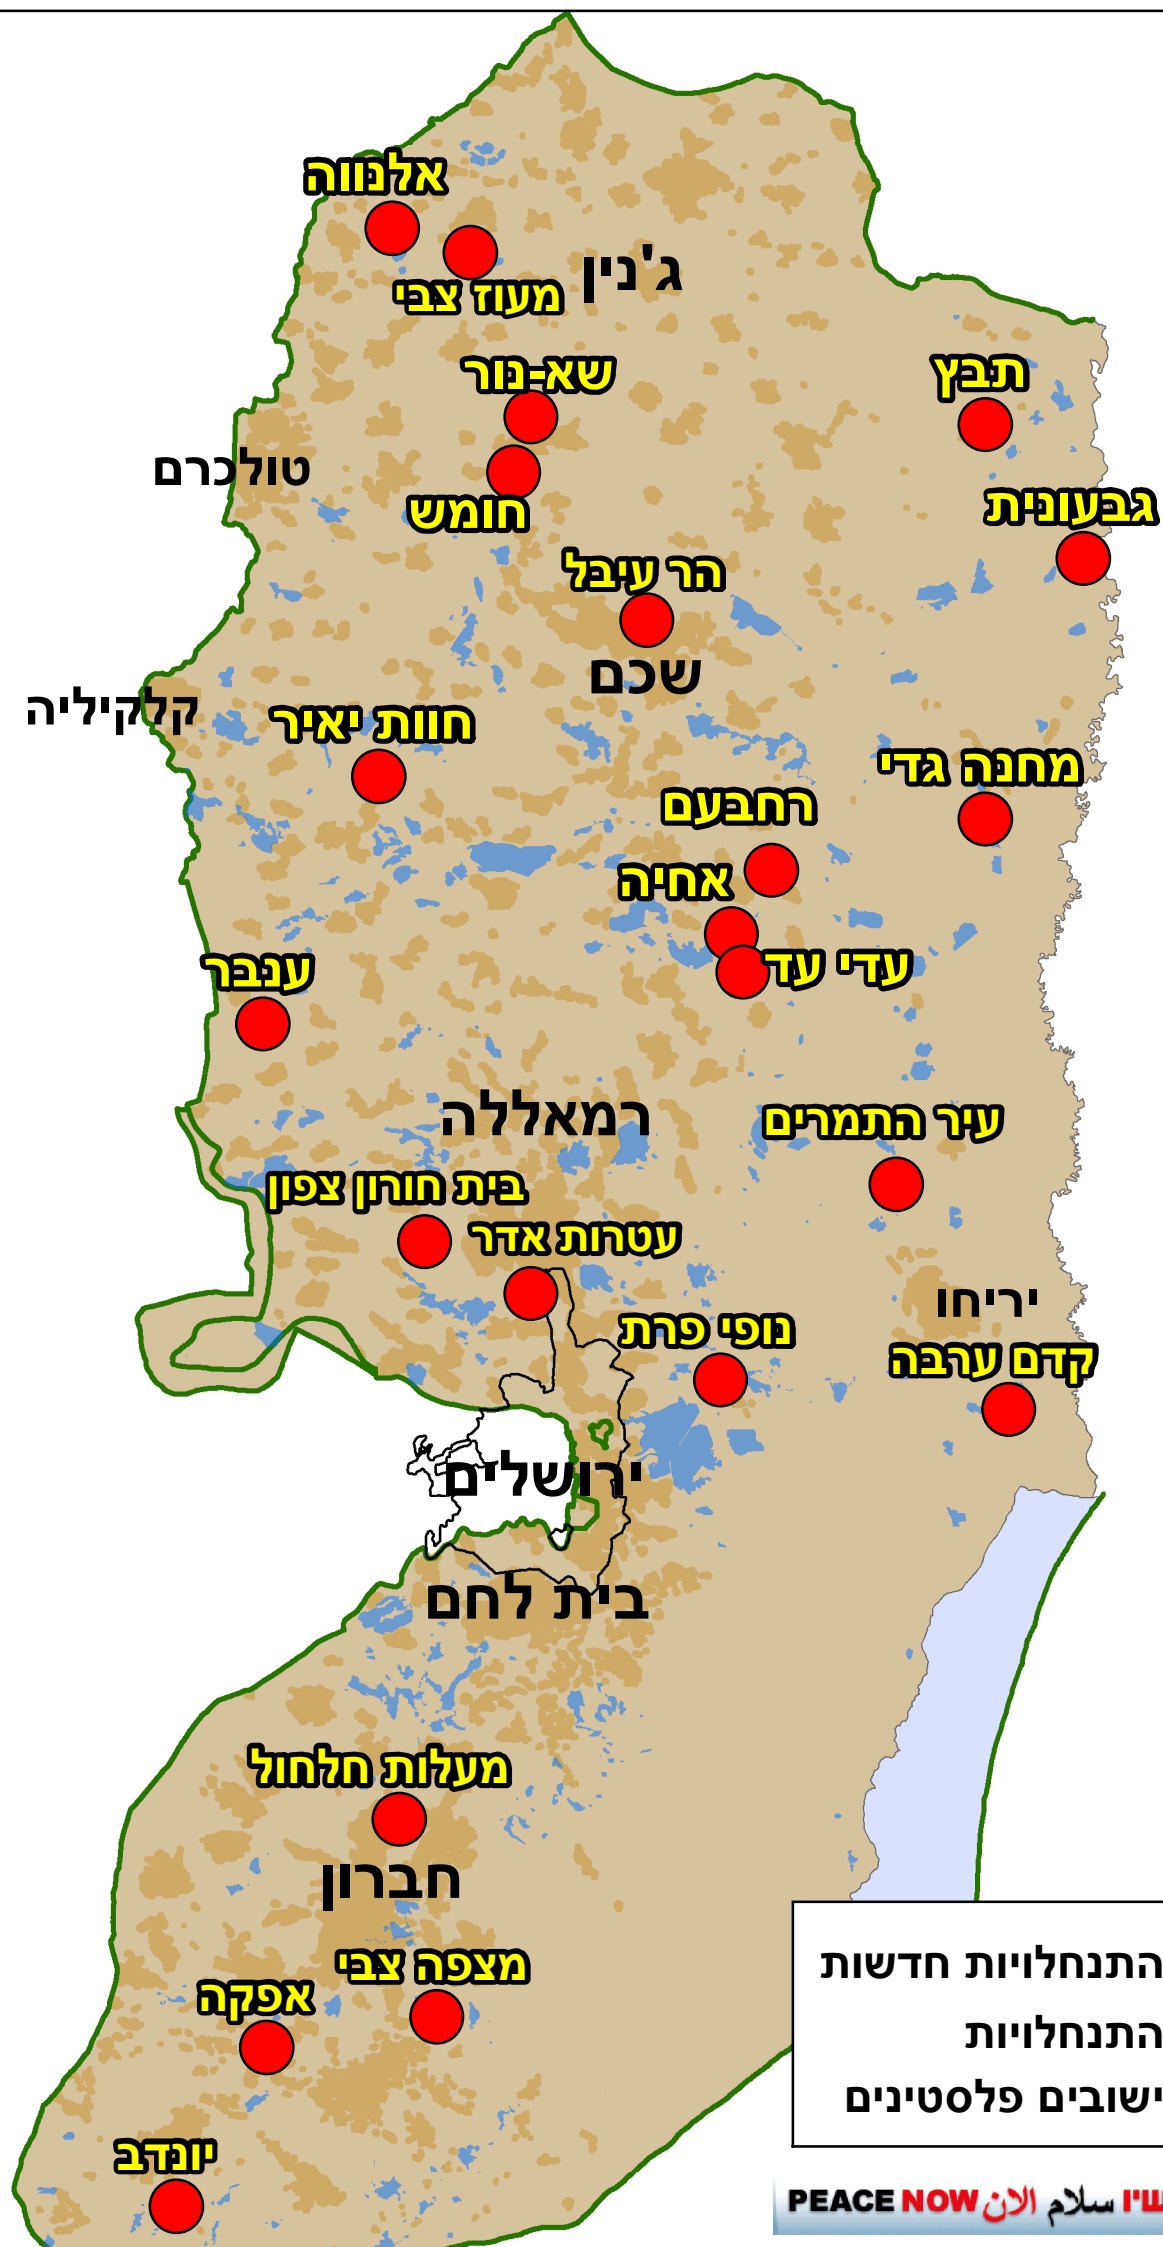 אלנווה
מעוז צבי
ג'נין
שא-נור
תבץ
טולכרם
חומש
גבעונית
הר עיבל
שכם
קלקיליה
חוות יאיר
מחנה גדי
רחבעם
אחיה
עדי עד
ענבר
רמאללה
עיר התמרים
בית חורון צפון
עטרות אדר
יריחו
נופי פרת
קדם ערבה
ירושלים
בית לחם
מעלות חלחול
חברון
מצפה צבי
אפקה
יונדב
התנחלויות חדשות
התנחלויות
ישובים פלסטינים
PEACE NOW سلام الان